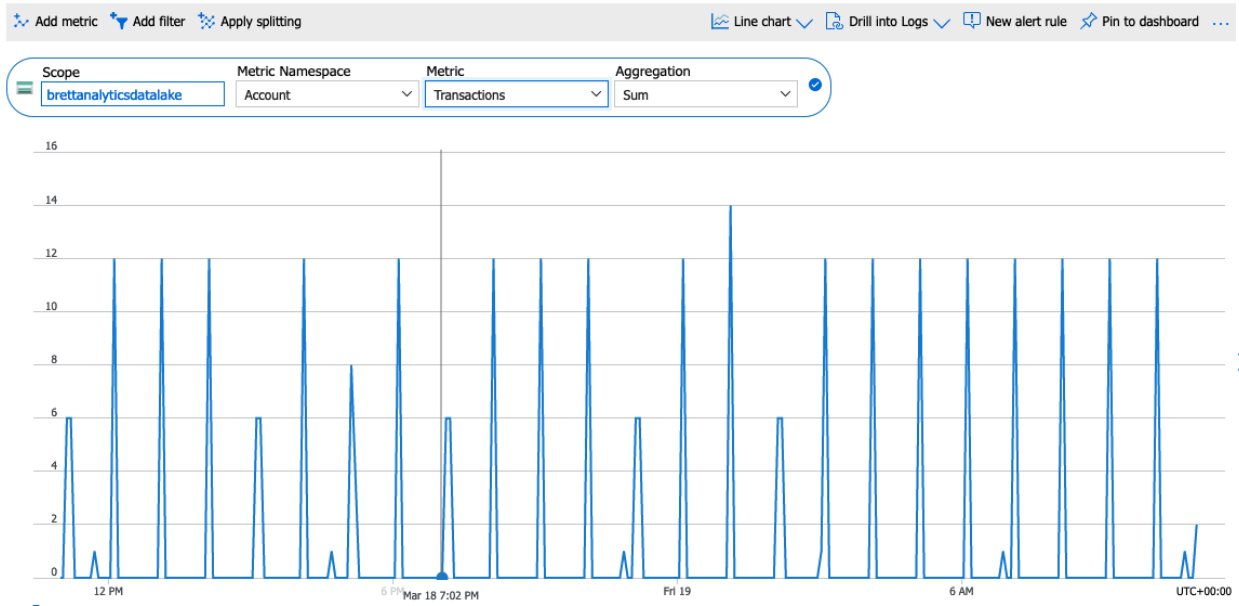 Add metric Add filter Apply splitting Line chart Drill into Logs New alert rule Pin to dashboard ...
Scope Metric Namespace Metric Aggregation
brettanalyticsdatalake Account Transactions Sum
16
14
12
10
8
6
4
2
0
12 PM 6 PM Mar 18 7:02 PM Fri 19 6 AM UTC+00:00